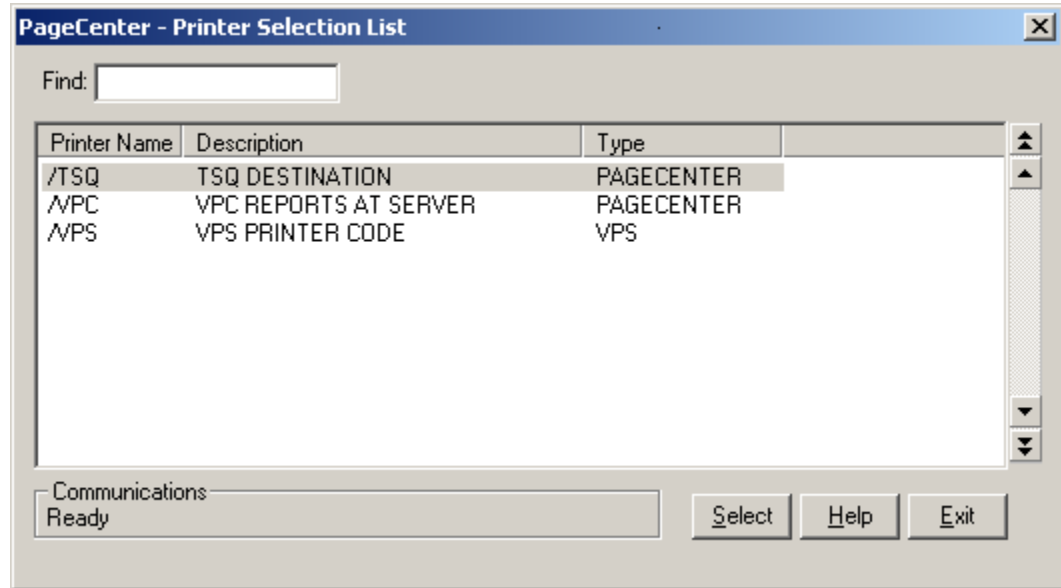 PageCenter - Printer Selection List
Find:
Printer Name Description Type
/TSQ TSQ DESTINATION PAGECENTER
/VPC VPC REPORTS AT SERVER PAGECENTER
/VPS VPS PRINTER CODE VPS
Communications
Ready
Select Help Exit